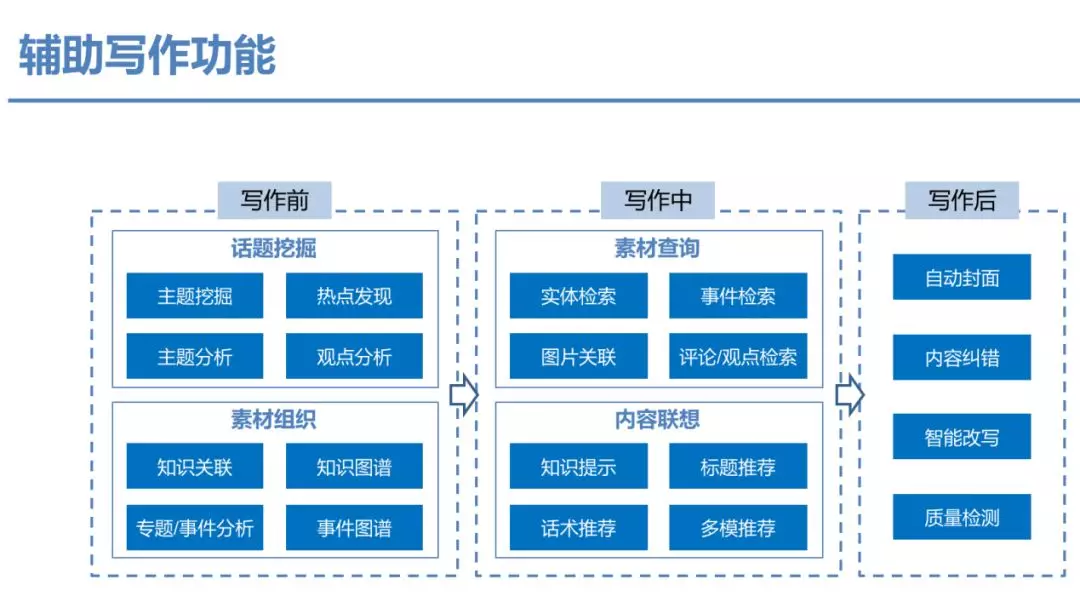 辅助写作功能
写作前
话题挖掘
主题挖掘
热点发现
主题分析
观点分析
素材组织
知识关联
知识图谱
专题/事件分析
事件图谱
写作中
素材查询
实体检索
事件检索
图片关联
评论/观点检索
内容联想
知识提示
标题推荐
话术推荐
多模推荐
写作后
自动封面
内容纠错
智能改写
质量检测